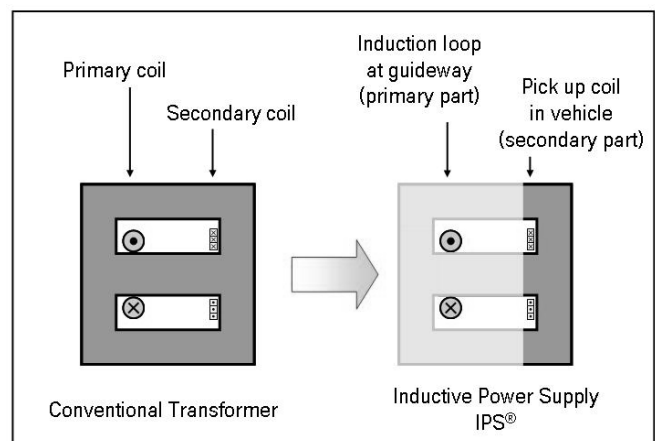 Primary coil
Secondary coil
Induction loop
at guideway
(primary part)
Pick up coil
in vehicle
(secondary part)
Conventional Transformer
Inductive Power Supply
IPS®